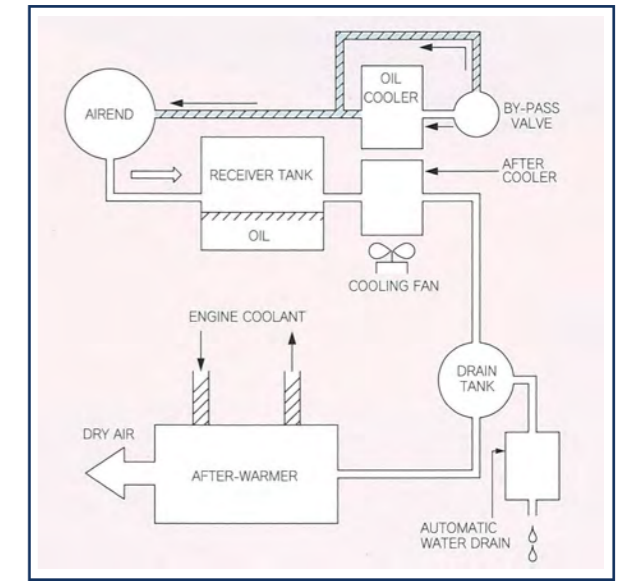 OIL
COOLER
AIREND
BY-PASS
VALVE
AFTER
COOLER
RECEIVER TANK
OIL
COOLING FAN
ENGINE COOLANT
DRAIN
TANK
DRY AIR
AFTER-WARMER
AUTOMATIC
WATER DRAIN